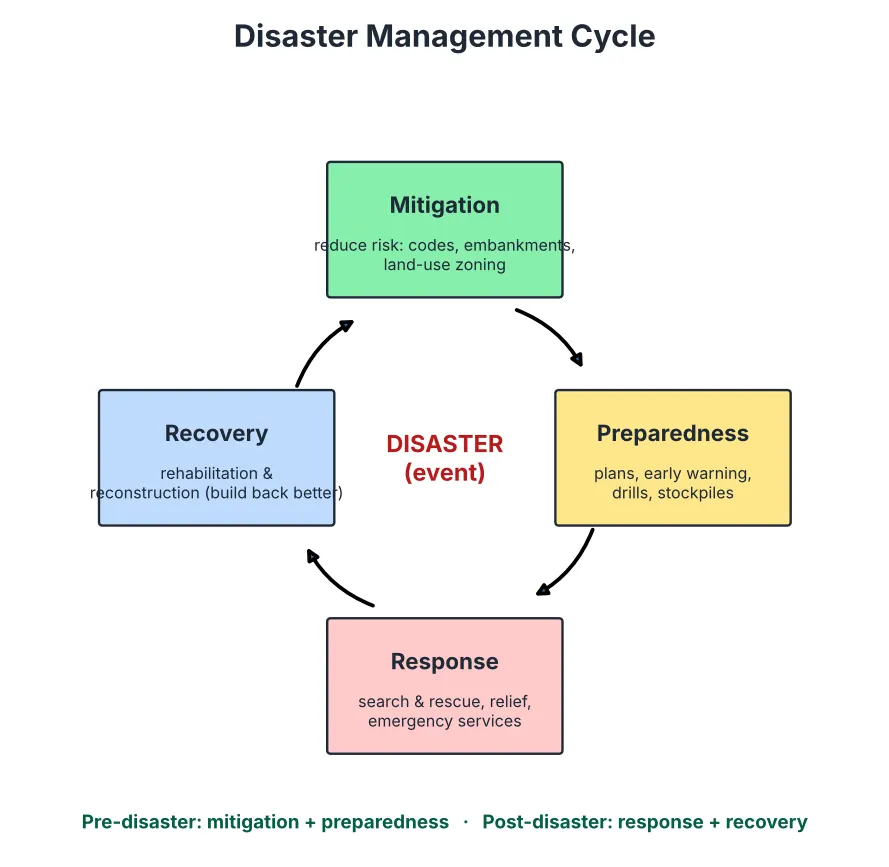 Disaster Management Cycle
Mitigation
reduce risk: codes, embankments,
land-use zoning
Recovery
rehabilitation &
reconstruction (build back better)
DISASTER
(event)
Preparedness
plans, early warning,
drills, stockpiles
Response
search & rescue, relief,
emergency services
Pre-disaster: mitigation + preparedness · Post-disaster: response + recovery